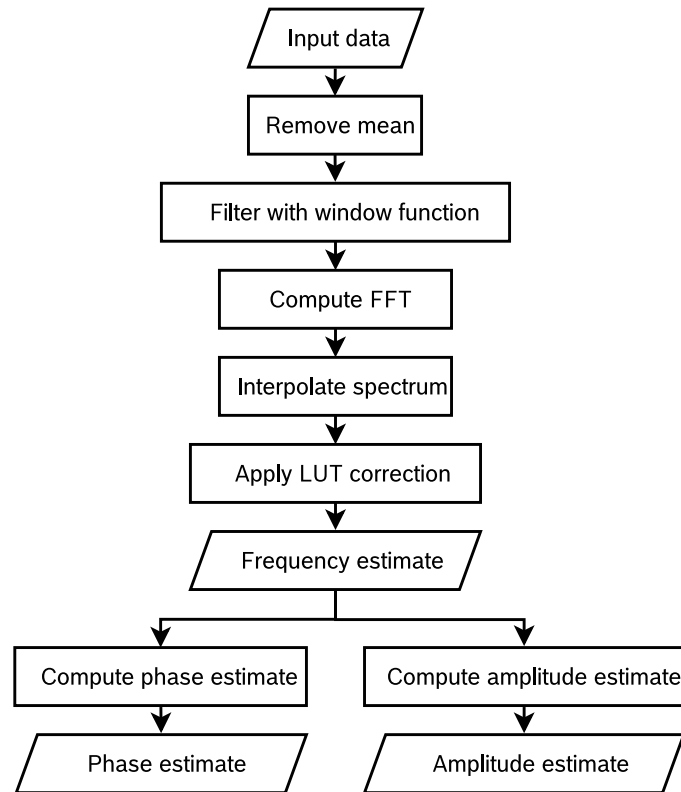 Input data
Remove mean
Filter with window function
Compute FFT
Interpolate spectrum
Apply LUT correction
Frequency estimate
Compute phase estimate
Compute amplitude estimate
Phase estimate
Amplitude estimate